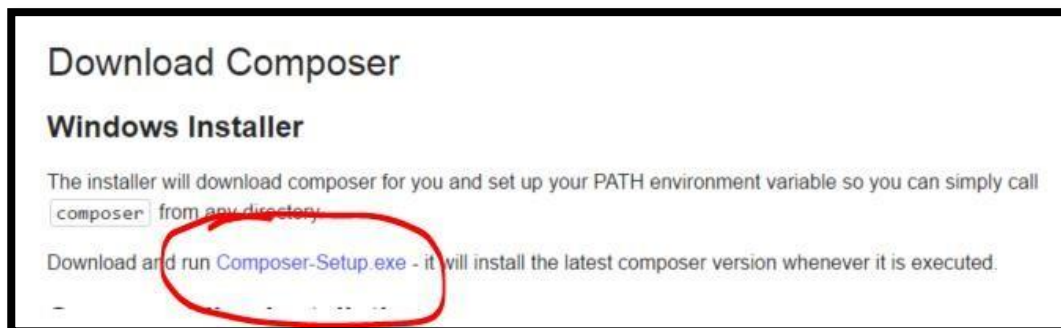 Download Composer
Windows Installer
The installer will download composer for you and set up your PATH environment variable so you can simply call
composer from any directory.
Download and run Composer-Setup.exe - it will install the latest composer version whenever it is executed.